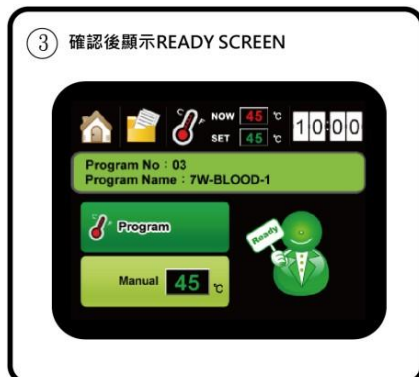 ③ 確認後顯示READY SCREEN
°C °F NOW 45 °C
SET 45 °C
10:00
Program No : 03
Program Name : 7W-BLOOD-1
Program
Ready
Manual 45 °C